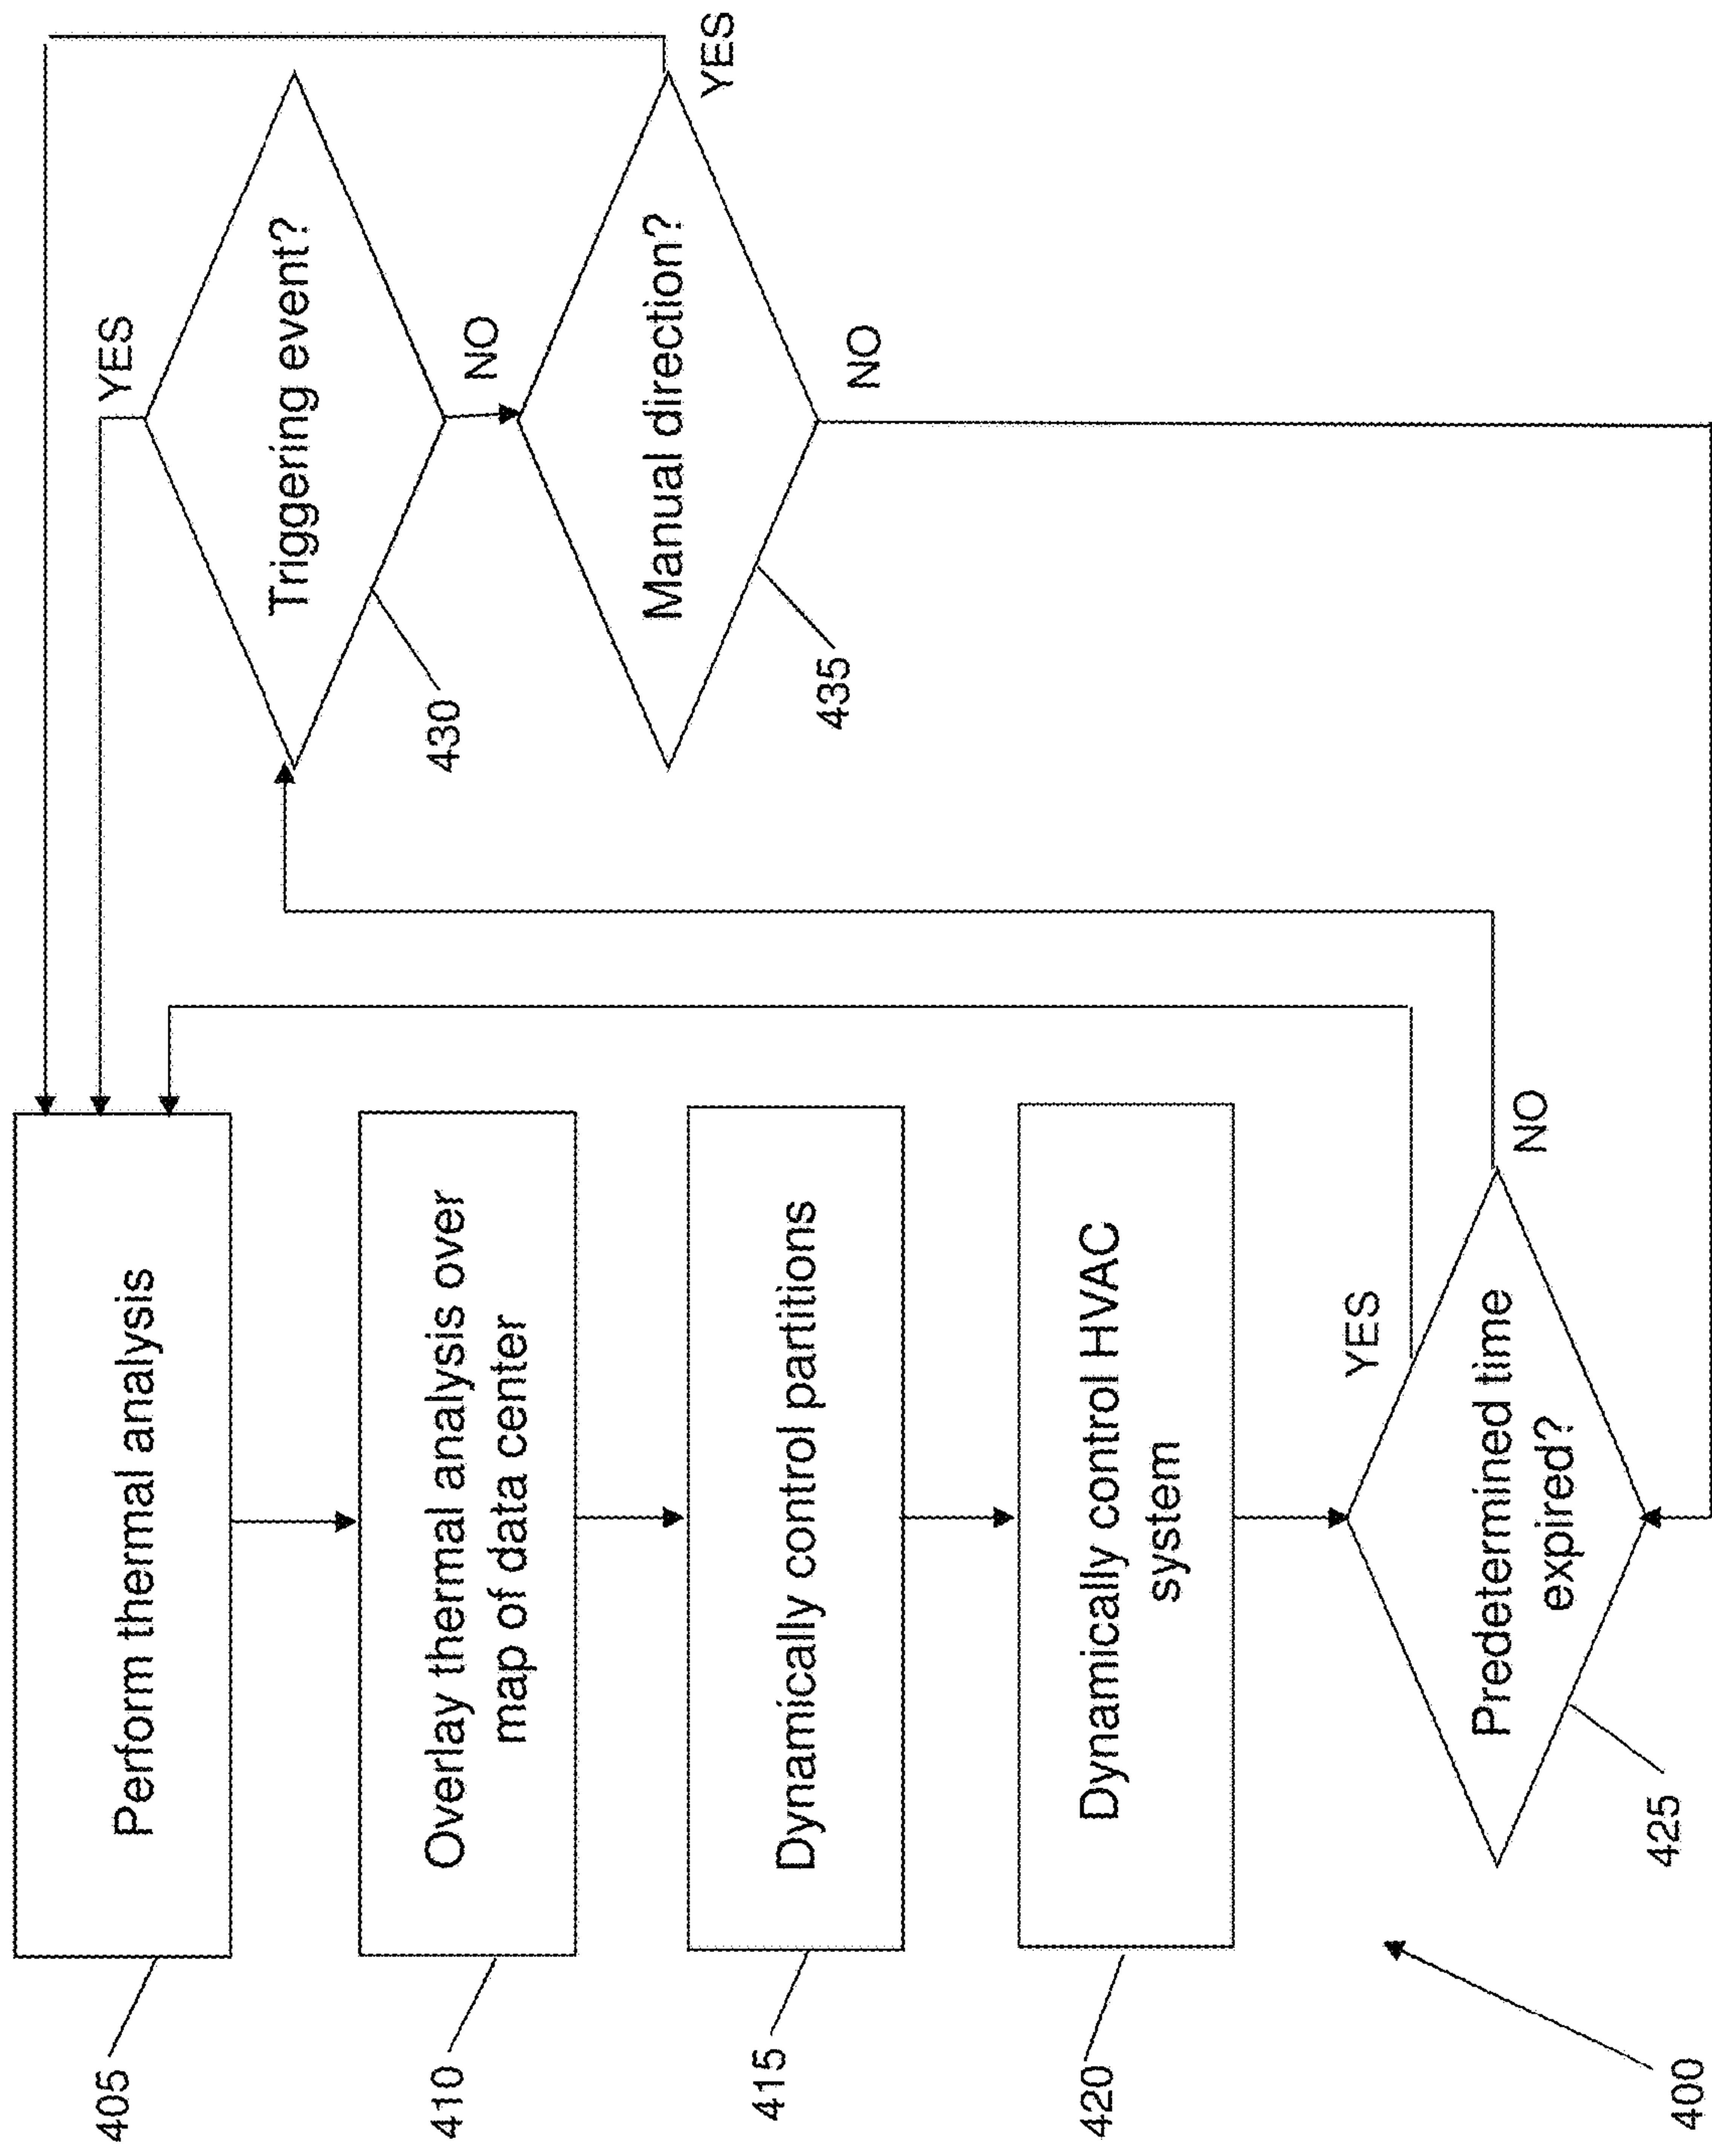 405
Perform thermal analysis
410
Overlay thermal analysis over
map of data center
415
Dynamically control partitions
420
Dynamically control HVAC
system
425
Predetermined time
expired?
YES
NO
430
Triggering event?
YES
NO
435
Manual direction?
YES
NO
400